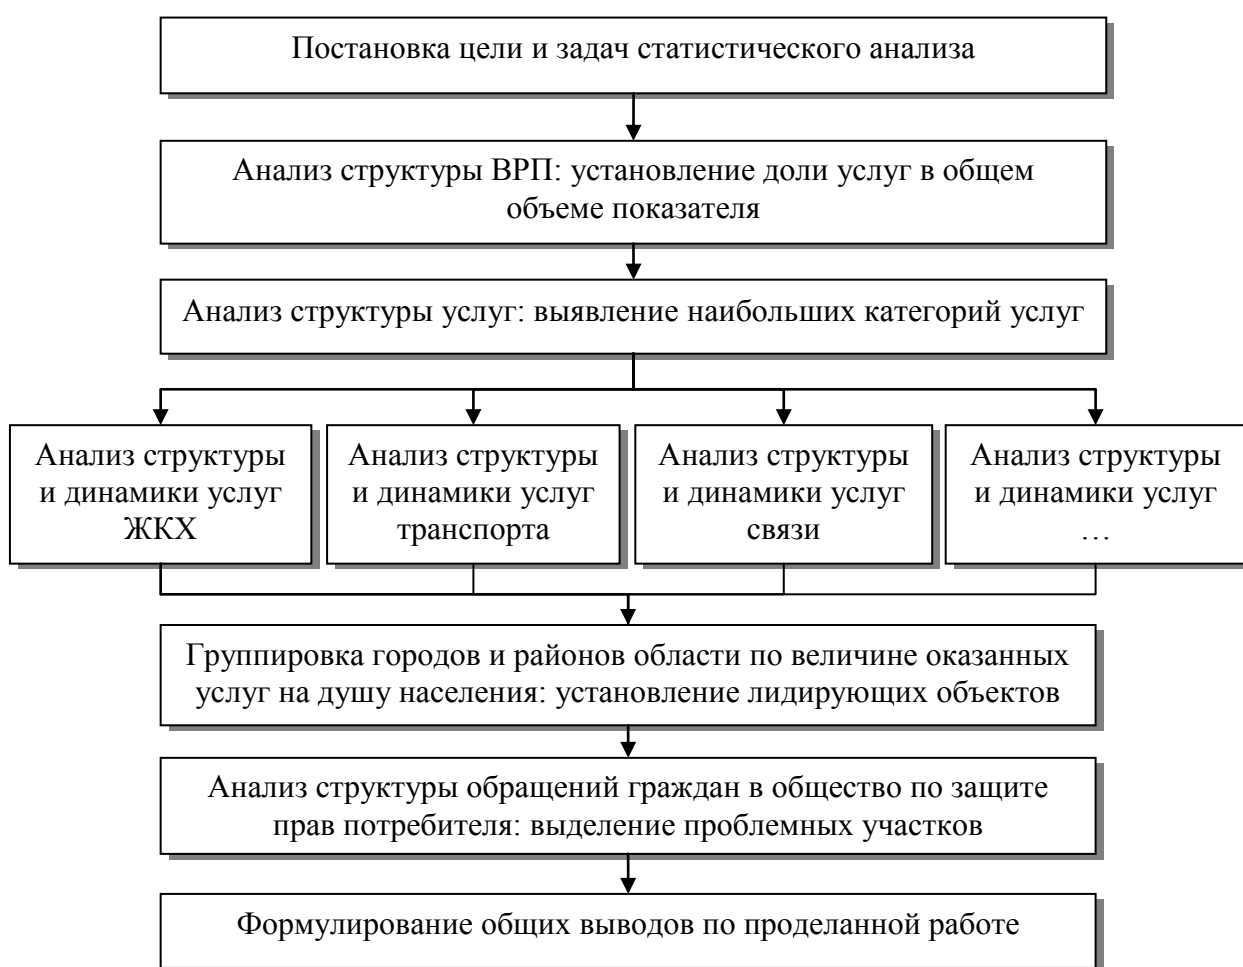 Постановка цели и задач статистического анализа
Анализ структуры ВРП: установление доли услуг в общем
объеме показателя
Анализ структуры услуг: выявление наибольших категорий услуг
Анализ структуры
и динамики услуг
ЖКХ
Анализ структуры
и динамики услуг
транспорта
Анализ структуры
и динамики услуг
связи
Анализ структуры
и динамики услуг
…
Группировка городов и районов области по величине оказанных
услуг на душу населения: установление лидирующих объектов
Анализ структуры обращений граждан в общество по защите
прав потребителя: выделение проблемных участков
Формулирование общих выводов по проделанной работе